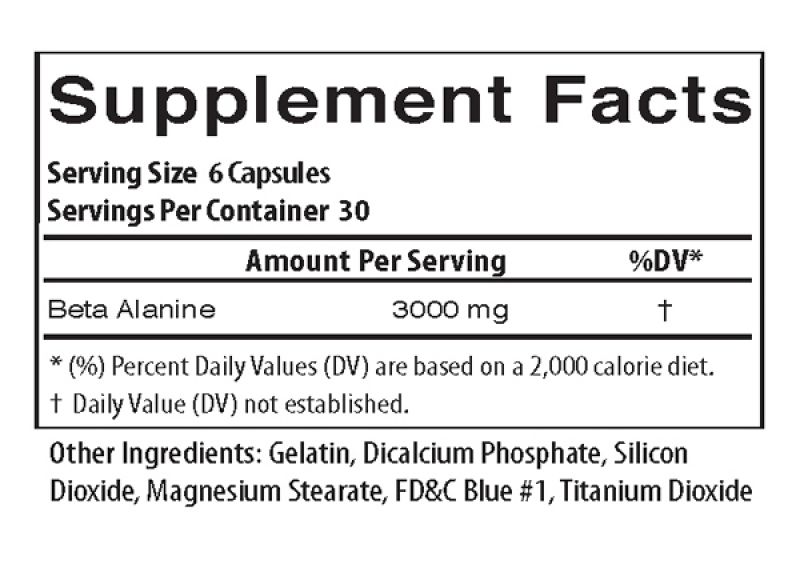 Supplement Facts
Serving Size 6 Capsules
Servings Per Container 30
Amount Per Serving %DV*
Beta Alanine 3000 mg †
* (%) Percent Daily Values (DV) are based on a 2,000 calorie diet.
† Daily Value (DV) not established.
Other Ingredients: Gelatin, Dicalcium Phosphate, Silicon
Dioxide, Magnesium Stearate, FD&C Blue #1, Titanium Dioxide